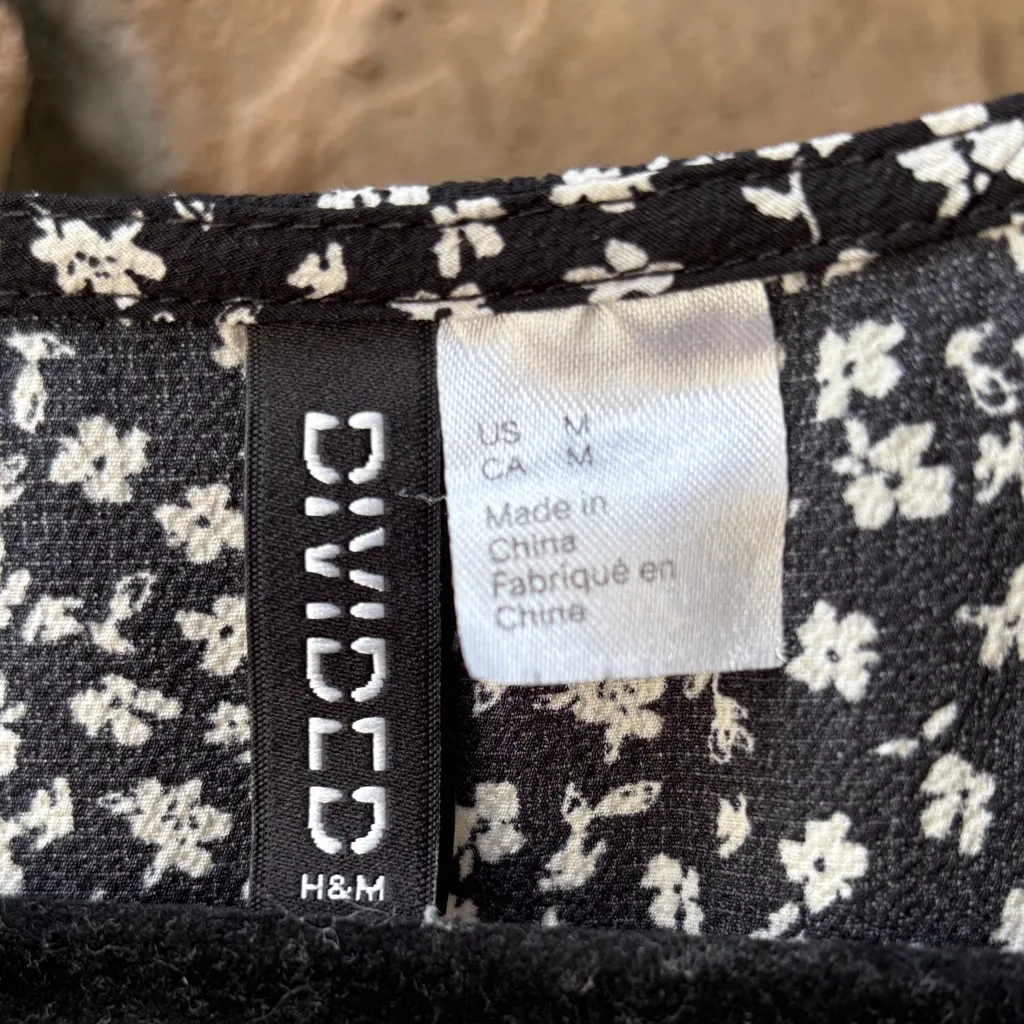 DIVIDED
H&M
US M
CA M
Made in
China
Fabriqué en
Chine